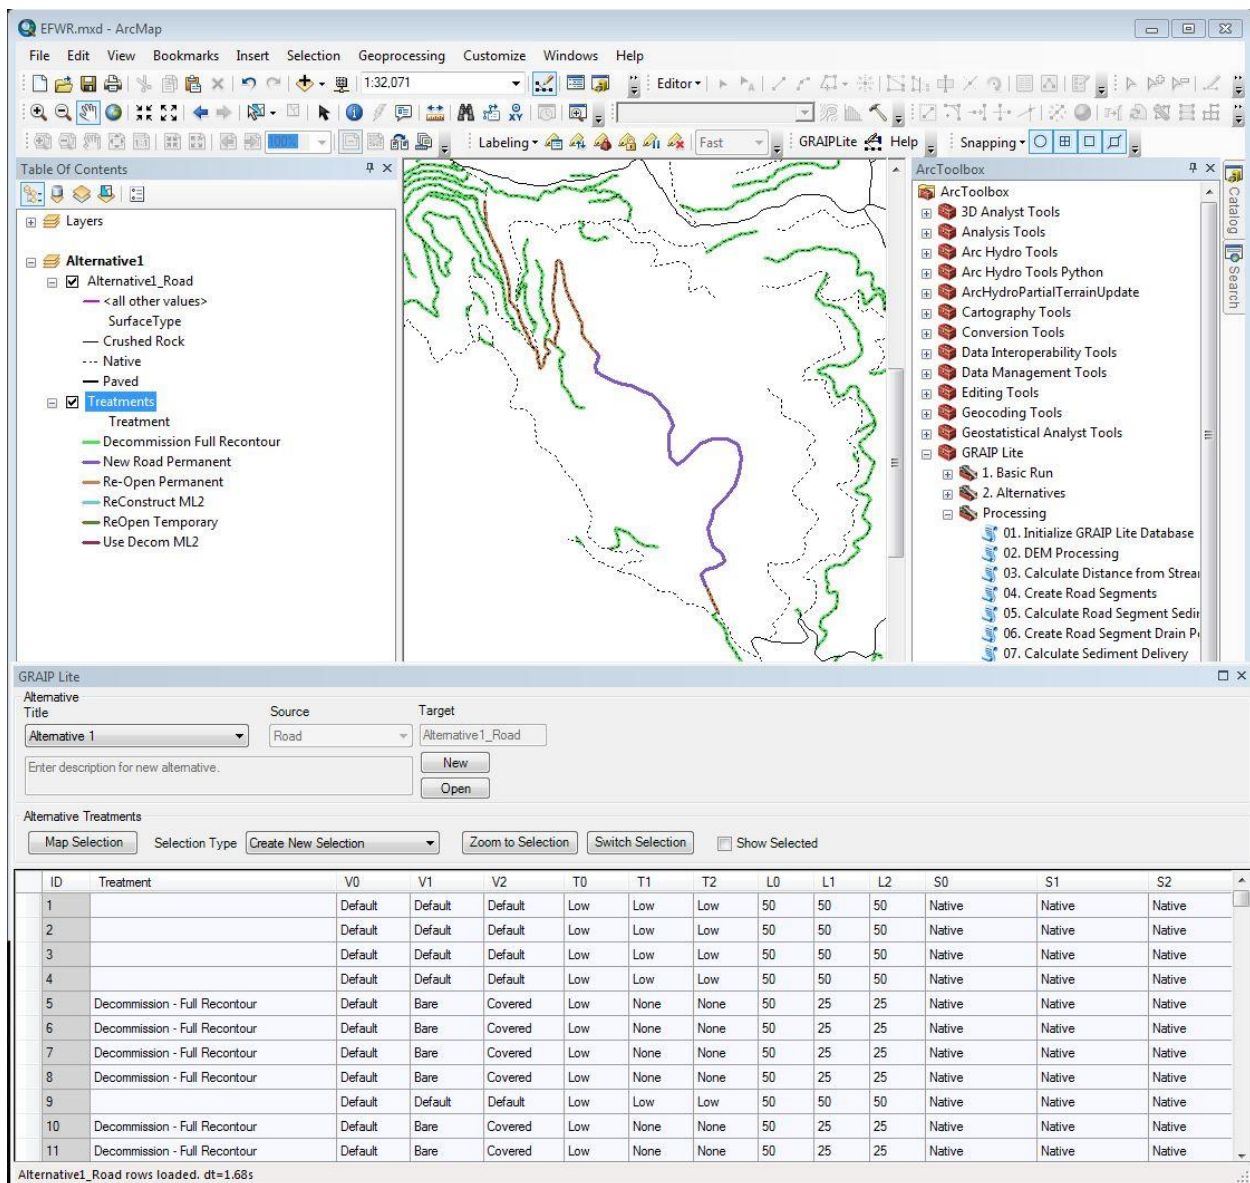 EFWR.mxd - ArcMap
File Edit View Bookmarks Insert Selection Geoprocessing Customize Windows Help
1:32,071 Editor
100% Labeling Fast GRAIPLite Help Snapping
Table Of Contents
Layers
Alternative1
Alternative1_Road
<all other values>
SurfaceType
Crushed Rock
Native
Paved
Treatments
Treatment
Decommission Full Recontour
New Road Permanent
Re-Open Permanent
ReConstruct ML2
ReOpen Temporary
Use Decom ML2
ArcToolbox
ArcToolbox
3D Analyst Tools
Analysis Tools
Arc Hydro Tools
Arc Hydro Tools Python
ArcHydroPartialTerrainUpdate
Cartography Tools
Conversion Tools
Data Interoperability Tools
Data Management Tools
Editing Tools
Geocoding Tools
Geostatistical Analyst Tools
GRAIP Lite
1. Basic Run
2. Alternatives
Processing
01. Initialize GRAIP Lite Database
02. DEM Processing
03. Calculate Distance from Strea
04. Create Road Segments
05. Calculate Road Segment Sedir
06. Create Road Segment Drain P
07. Calculate Sediment Delivery
Catalog
Search
GRAIP Lite
Alternative
Title Source Target
Alternative 1 Road Alternative1_Road
Enter description for new alternative.
New
Open
Alternative Treatments
Map Selection Selection Type Create New Selection Zoom to Selection Switch Selection Show Selected
ID Treatment V0 V1 V2 T0 T1 T2 L0 L1 L2 S0 S1 S2
1 Default Default Default Low Low Low 50 50 50 Native Native Native
2 Default Default Default Low Low Low 50 50 50 Native Native Native
3 Default Default Default Low Low Low 50 50 50 Native Native Native
4 Default Default Default Low Low Low 50 50 50 Native Native Native
5 Decommission - Full Recontour Default Bare Covered Low None None 50 25 25 Native Native Native
6 Decommission - Full Recontour Default Bare Covered Low None None 50 25 25 Native Native Native
7 Decommission - Full Recontour Default Bare Covered Low None None 50 25 25 Native Native Native
8 Decommission - Full Recontour Default Bare Covered Low None None 50 25 25 Native Native Native
9 Default Default Default Low Low Low 50 50 50 Native Native Native
10 Decommission - Full Recontour Default Bare Covered Low None None 50 25 25 Native Native Native
11 Decommission - Full Recontour Default Bare Covered Low None None 50 25 25 Native Native Native
Alternative1_Road rows loaded. dt=1.68s